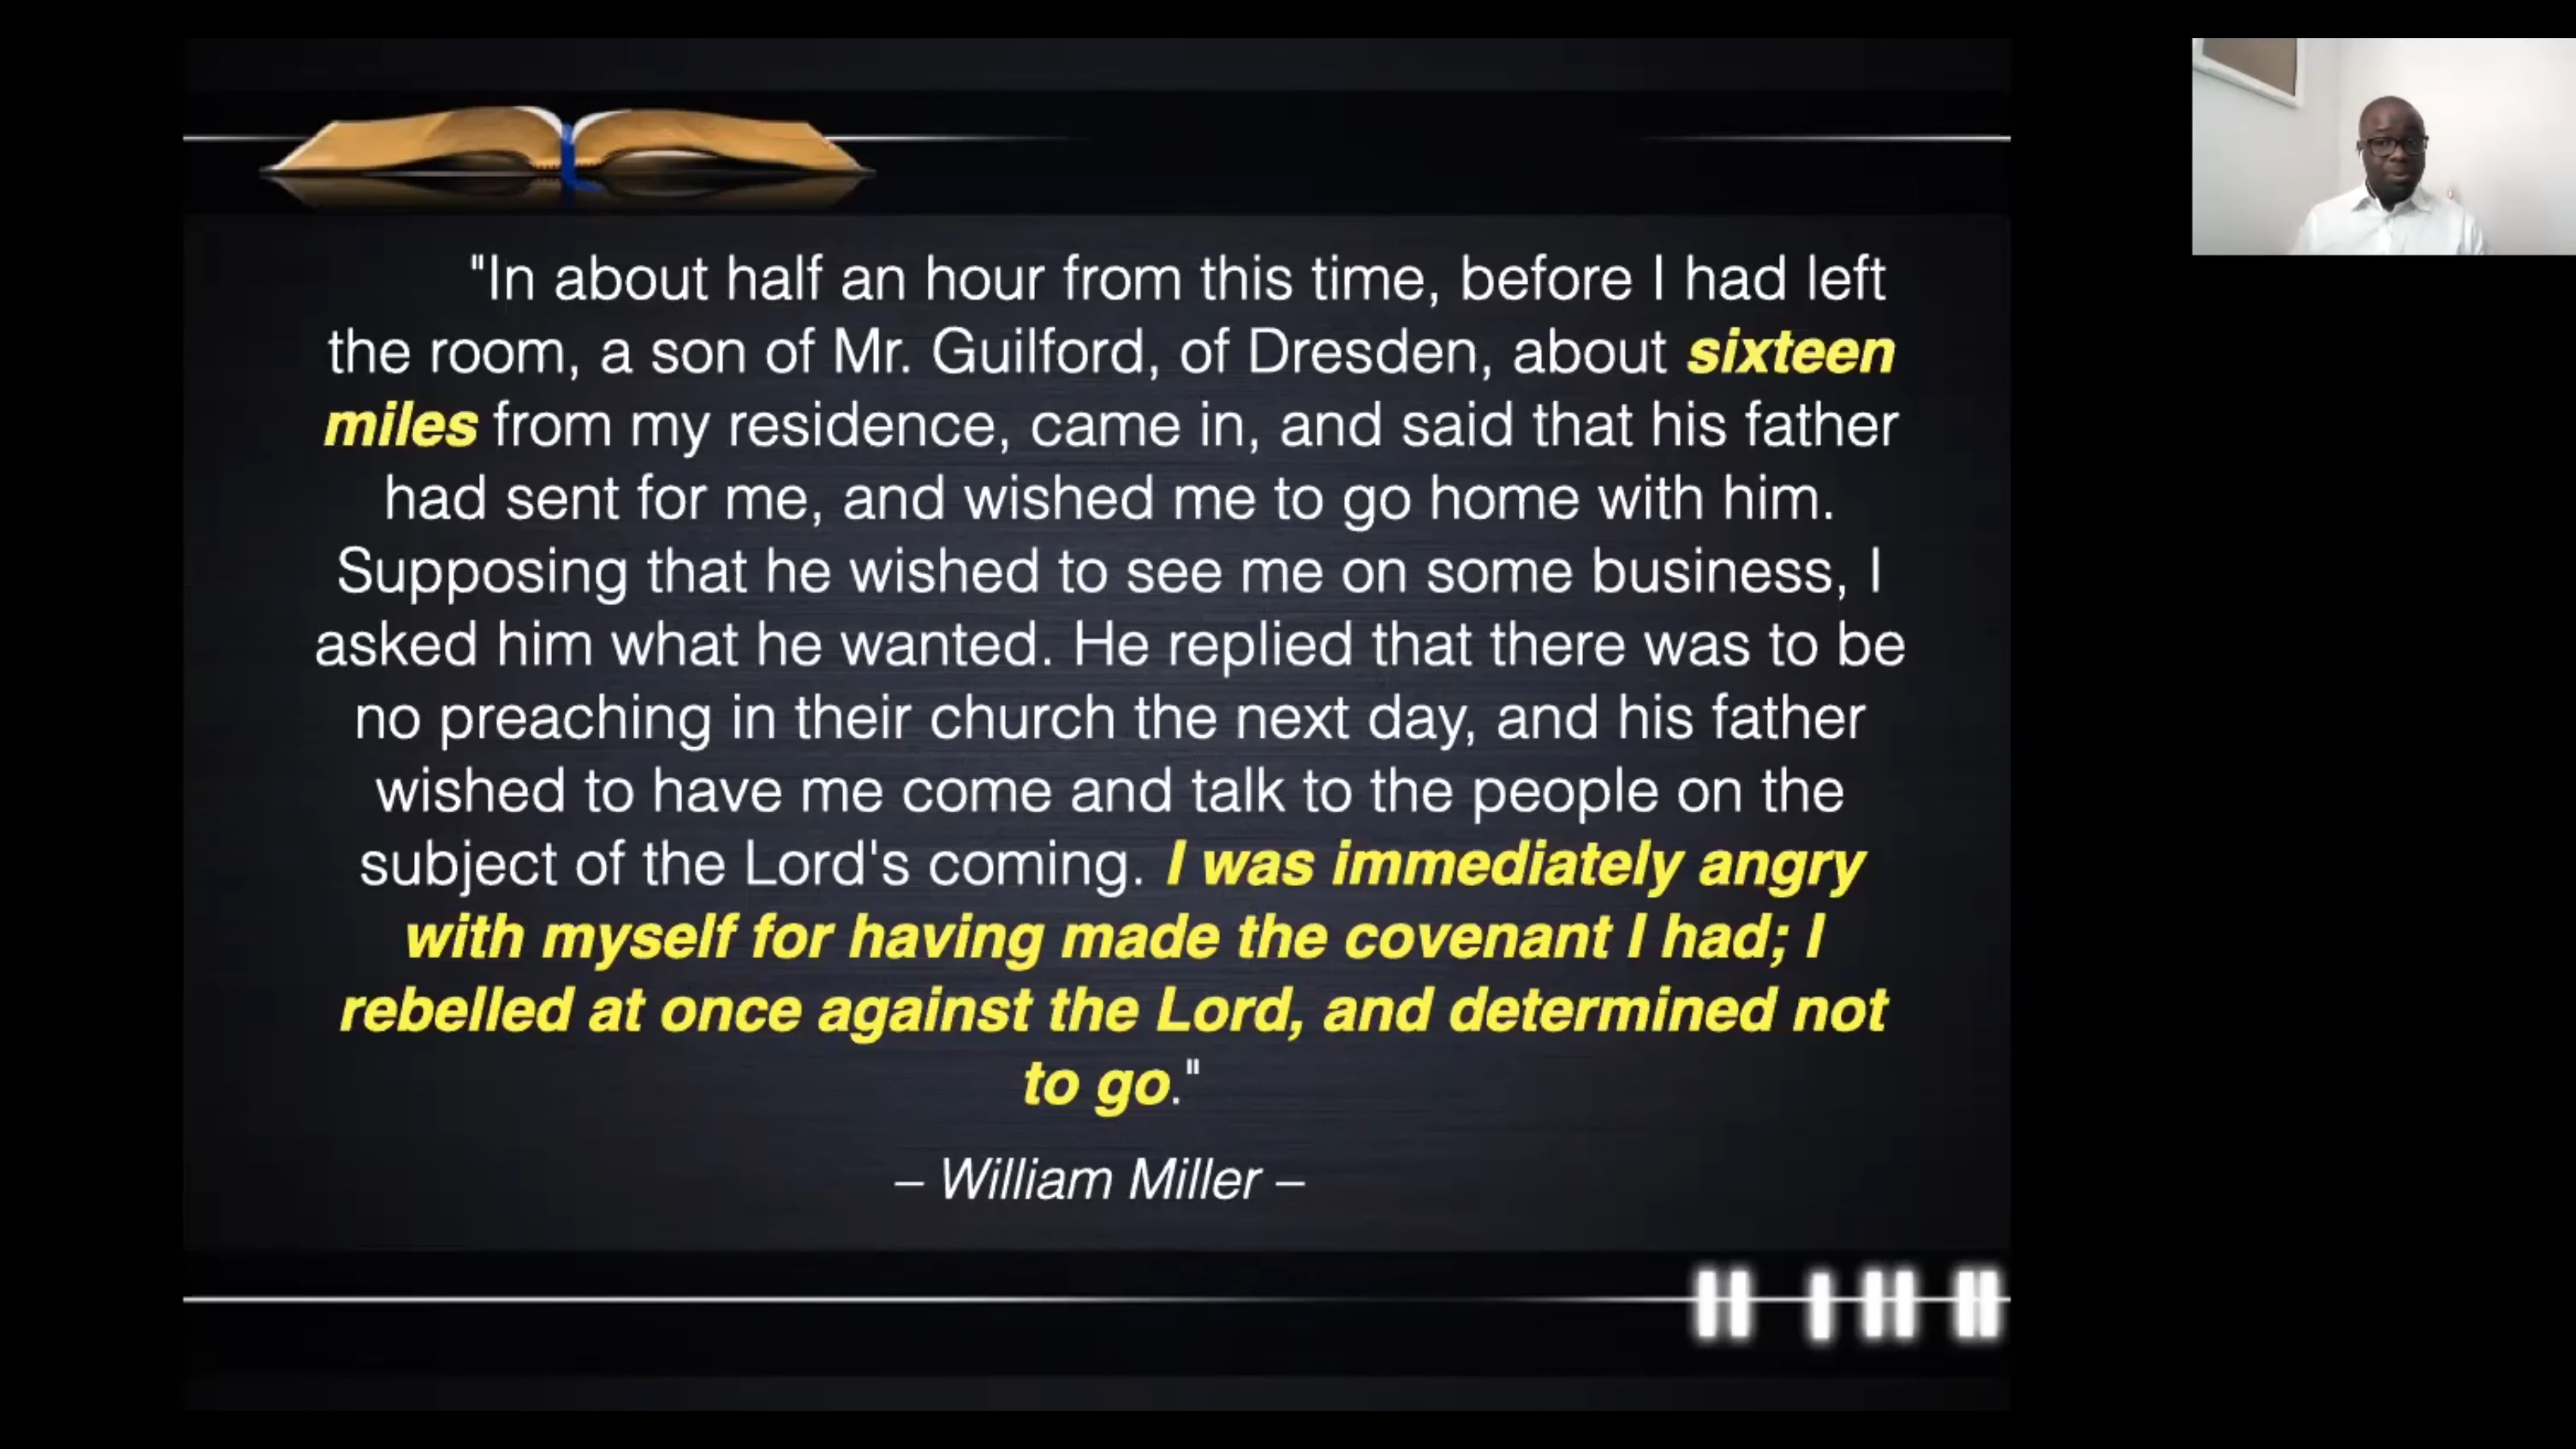 "In about half an hour from this time, before I had left
the room, a son of Mr. Guilford, of Dresden, about sixteen
miles from my residence, came in, and said that his father
had sent for me, and wished me to go home with him.
Supposing that he wished to see me on some business, I
asked him what he wanted. He replied that there was to be
no preaching in their church the next day, and his father
wished to have me come and talk to the people on the
subject of the Lord's coming. I was immediately angry
with myself for having made the covenant I had; I
rebelled at once against the Lord, and determined not
to go."
– William Miller –